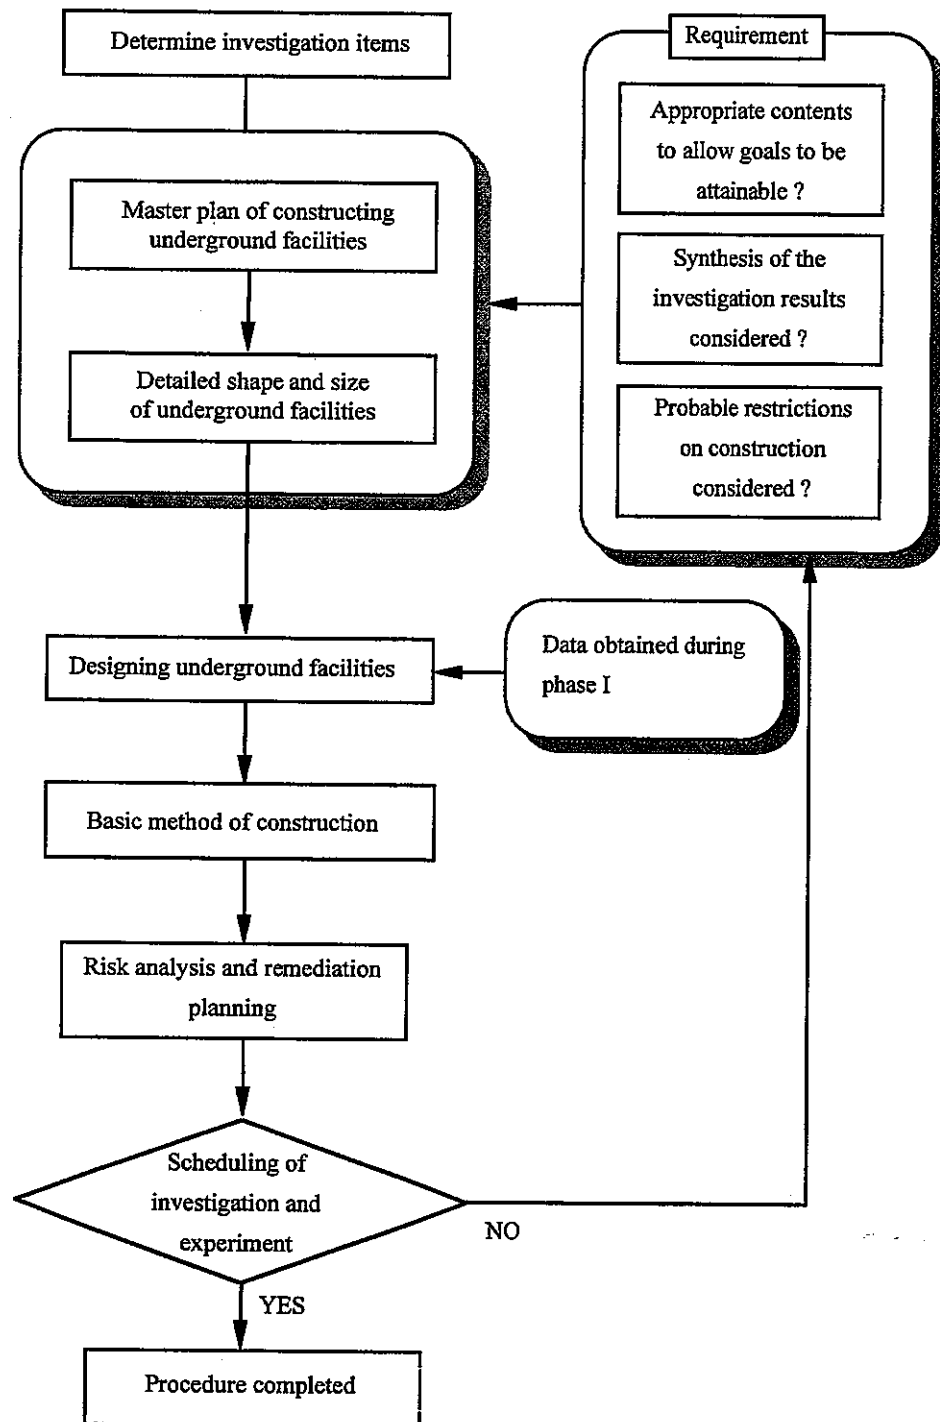 Determine investigation items
Requirement
Appropriate contents
to allow goals to be
attainable ?
Master plan of constructing
underground facilities
Synthesis of the
investigation results
considered ?
Detailed shape and size
of underground facilities
Probable restrictions
on construction
considered ?
Designing underground facilities
Data obtained during
phase I
Basic method of construction
Risk analysis and remediation
planning
Scheduling of
investigation and
experiment
NO
YES
Procedure completed